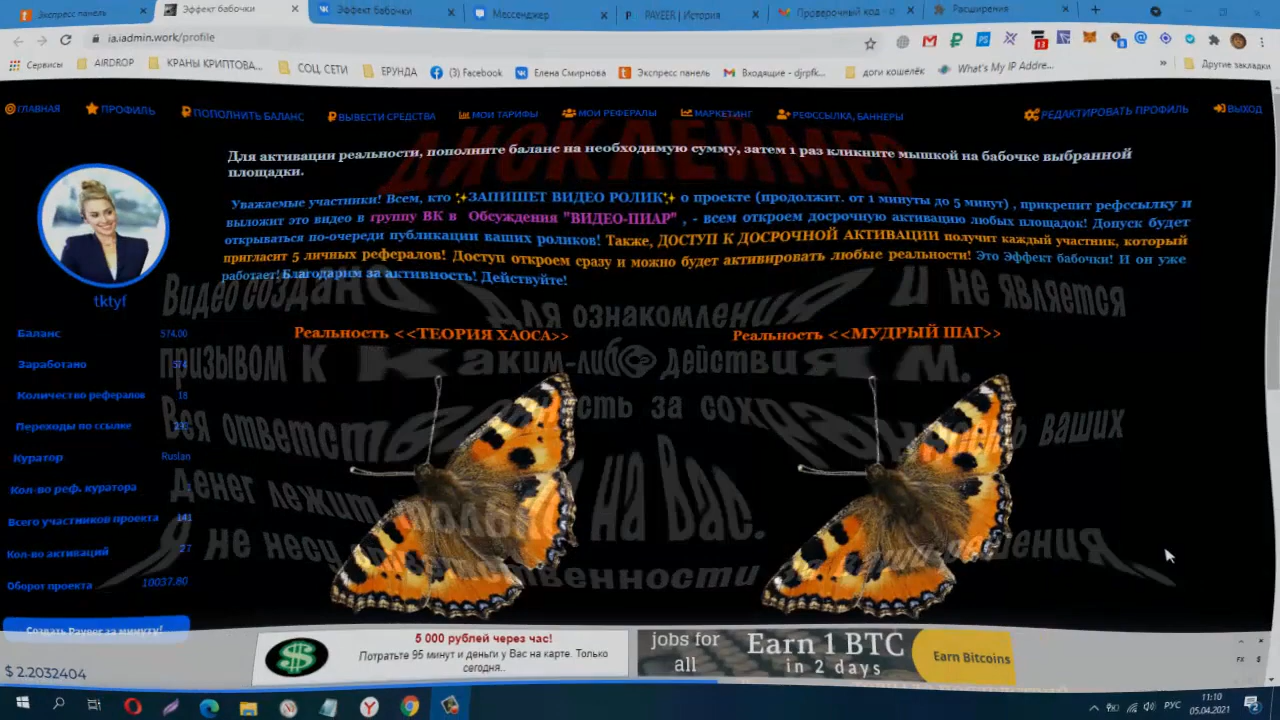 Экспресс панель
Эффект бабочки
Эффект бабочки
Мессенджер
PAYEER | История
Проверочный код -
Расширения
ia.iadmin.work/profile
Сервисы
AIRDROP
КРАНЫ КРИПТОВА...
СОЦ. СЕТИ
ЕРУНДА
(3) Facebook
Елена Смирнова
Экспресс панель
Входящие - djrpfk...
доги кошелёк
What's My IP Addre...
»
Другие закладки
ГЛАВНАЯ
ПРОФИЛЬ
ПОПОЛНИТЬ БАЛАНС
ВЫВЕСТИ СРЕДСТВА
МОИ ТАРИФЫ
МОИ РЕФЕРАЛЫ
МАРКЕТИНГ
РЕФССЫЛКА, БАННЕРЫ
РЕДАКТИРОВАТЬ ПРОФИЛЬ
ВЫХОД
ДИСКЛЕЙМЕР
Для активации реальности, пополните баланс на необходимую сумму, затем 1 раз кликните мышкой на бабочке выбранной
площадки.
Уважаемые участники! Всем, кто ✨ЗАПИШЕТ ВИДЕО РОЛИК✨ о проекте (продолжит. от 1 минуты до 5 минут) , прикрепит рефссылку и
выложит это видео в группу ВК в Обсуждения "ВИДЕО-ПИАР" , - всем откроем досрочную активацию любых площадок! Допуск будет
открываться по-очереди публикации ваших роликов! Также, ДОСТУП К ДОСРОЧНОЙ АКТИВАЦИИ получит каждый участник, который
пригласит 5 личных рефералов! Доступ откроем сразу и можно будет активировать любые реальности! Это Эффект бабочки! И он уже
работает! Благодарим за активность! Действуйте!
tktyf
Видео создано Для ознакомления и не является
призывом к Каким-либо действиям.
Вся ответственность за сохранность ваших
денег лежит только на Вас.
Я не несу ответственности за ваши решения.
Реальность <<ТЕОРИЯ ХАОСА>>
Реальность <<МУДРЫЙ ШАГ>>
Баланс 574.00
Заработано 574
Количество рефералов 18
Переходы по ссылке
Куратор Ruslan
Кол-во реф. куратора
Всего участников проекта 141
Кол-во активаций 27
Оборот проекта 10037.80
Создать Payeer за минуту!
$ 2.2032404
5 000 рублей через час!
Потратьте 95 минут и деньги у Вас на карте. Только
сегодня..
jobs for
all
Earn 1 BTC
in 2 days
Earn Bitcoins
РУС
11:10
05.04.2021